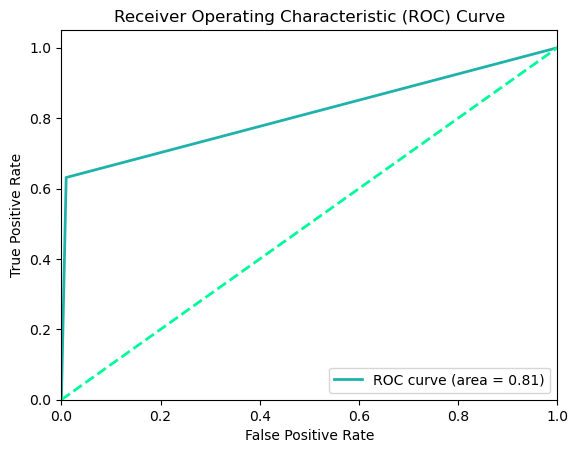 Receiver Operating Characteristic (ROC) Curve
1.0
0.8
0.6
0.4
0.2
0.0
True Positive Rate
ROC curve (area = 0.81)
0.0 0.2 0.4 0.6 0.8 1.0
False Positive Rate